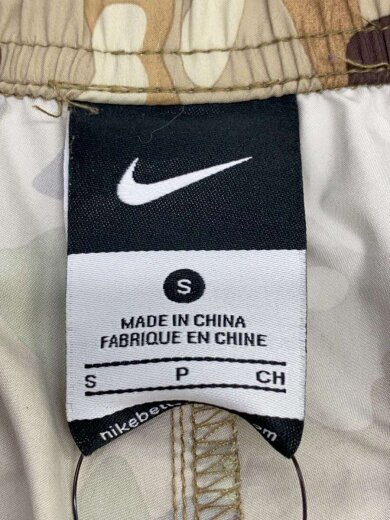 S
MADE IN CHINA
FABRIQUE EN CHINE
S P CH